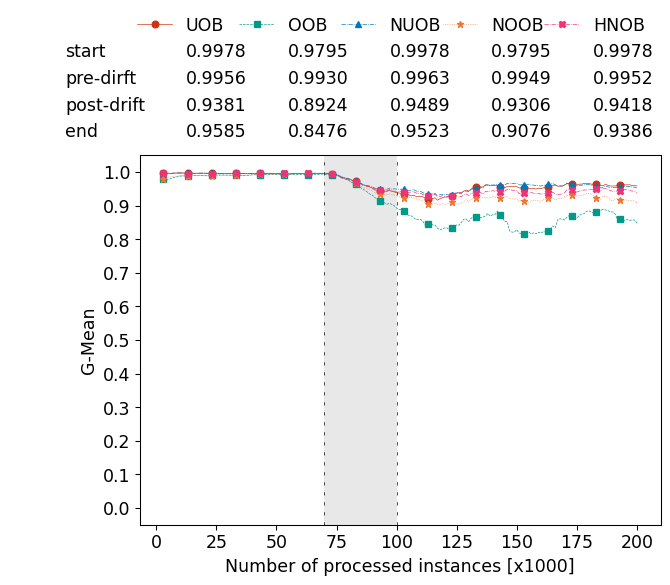 UOB OOB NUOB NOOB HNOB
start 0.9978 0.9795 0.9978 0.9795 0.9978
pre-dirft 0.9956 0.9930 0.9963 0.9949 0.9952
post-drift 0.9381 0.8924 0.9489 0.9306 0.9418
end 0.9585 0.8476 0.9523 0.9076 0.9386
1.0
0.9
0.8
0.7
0.6
0.5
0.4
0.3
0.2
0.1
0.0
G-Mean
0 25 50 75 100 125 150 175 200
Number of processed instances [x1000]